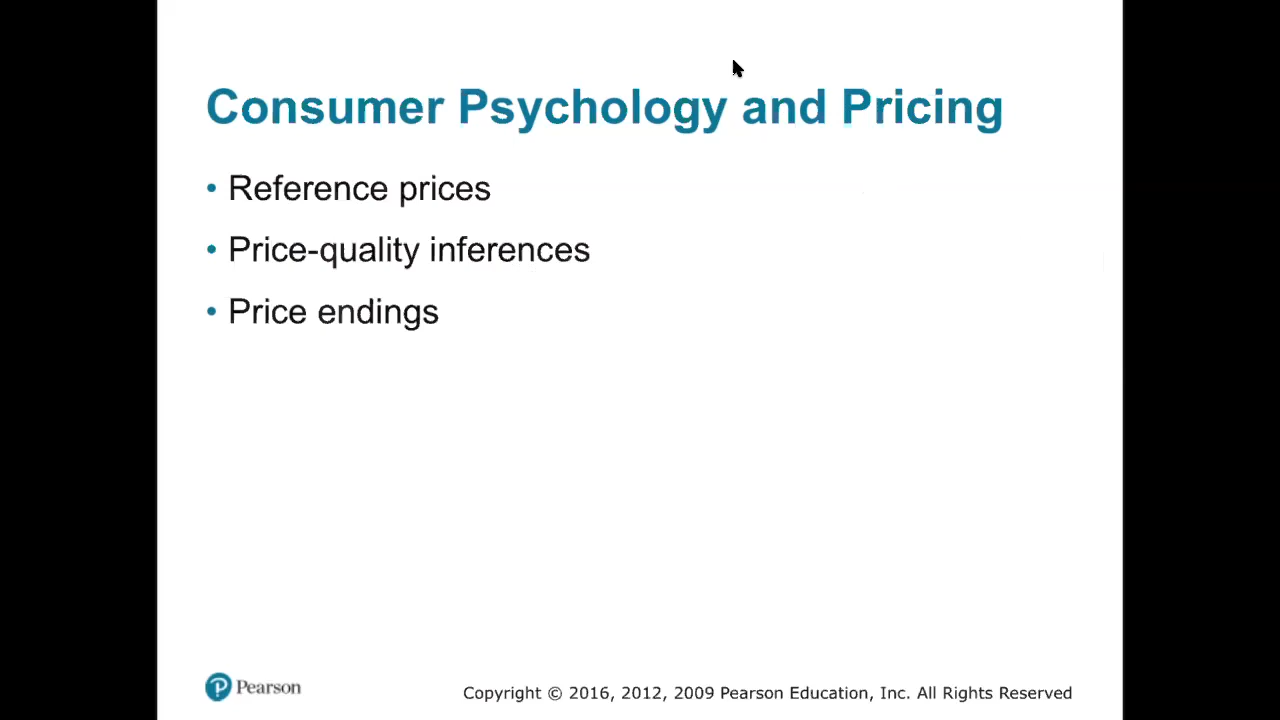 Consumer Psychology and Pricing
• Reference prices
• Price-quality inferences
• Price endings
Pearson
Copyright © 2016, 2012, 2009 Pearson Education, Inc. All Rights Reserved